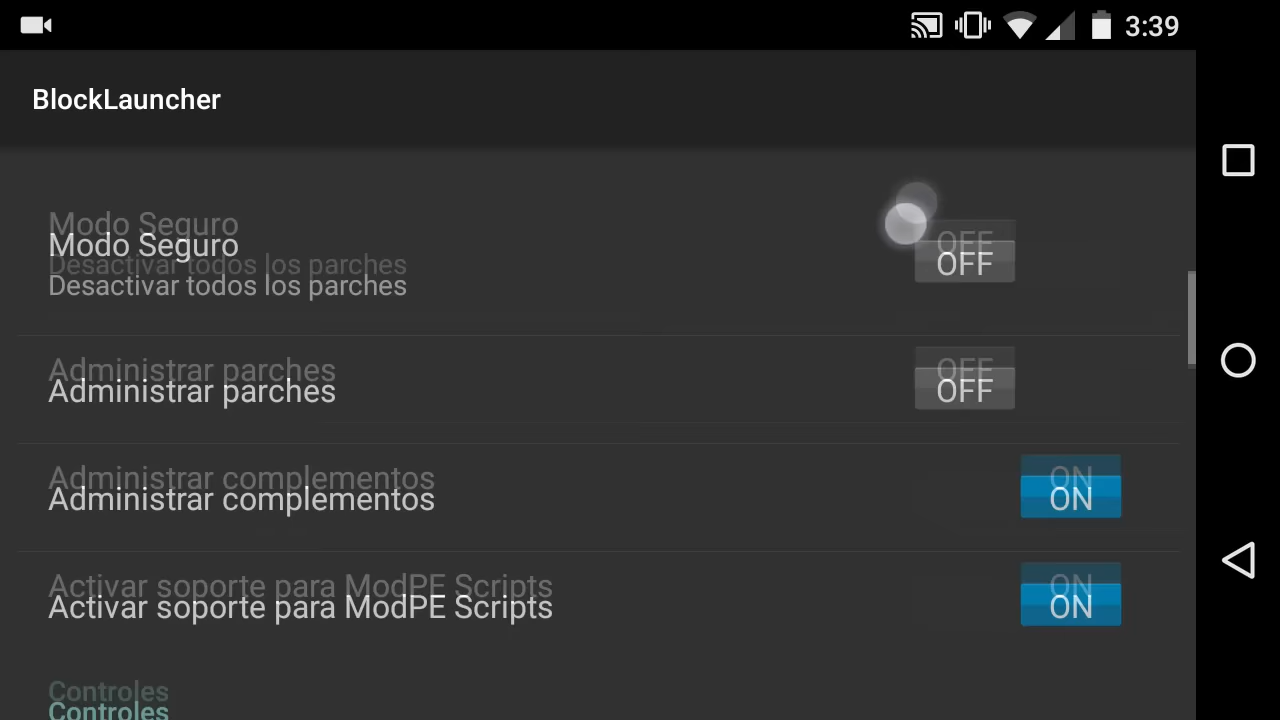 3:39
BlockLauncher
Modo Seguro
Desactivar todos los parches
OFF
Administrar parches
OFF
Administrar complementos
ON
Activar soporte para ModPE Scripts
ON
Controles